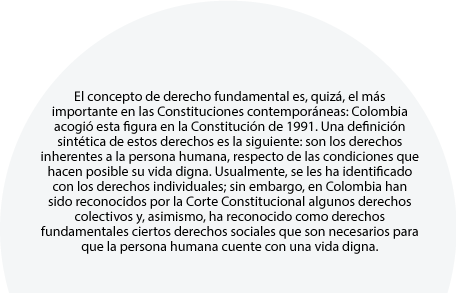 El concepto de derecho fundamental es, quizá, el más
importante en las Constituciones contemporáneas: Colombia
acogió esta figura en la Constitución de 1991. Una definición
sintética de estos derechos es la siguiente: son los derechos
inherentes a la persona humana, respecto de las condiciones que
hacen posible su vida digna. Usualmente, se les ha identificado
con los derechos individuales; sin embargo, en Colombia han
sido reconocidos por la Corte Constitucional algunos derechos
colectivos y, asimismo, ha reconocido como derechos
fundamentales ciertos derechos sociales que son necesarios para
que la persona humana cuente con una vida digna.